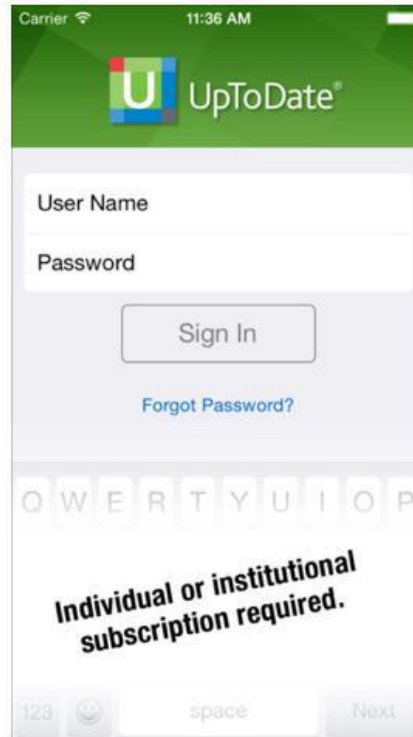 Carrier 11:36 AM
U UpToDate®
User Name
Password
Sign In
Forgot Password?
Q W E R T Y U I O P
Individual or institutional
subscription required.
123 space Next